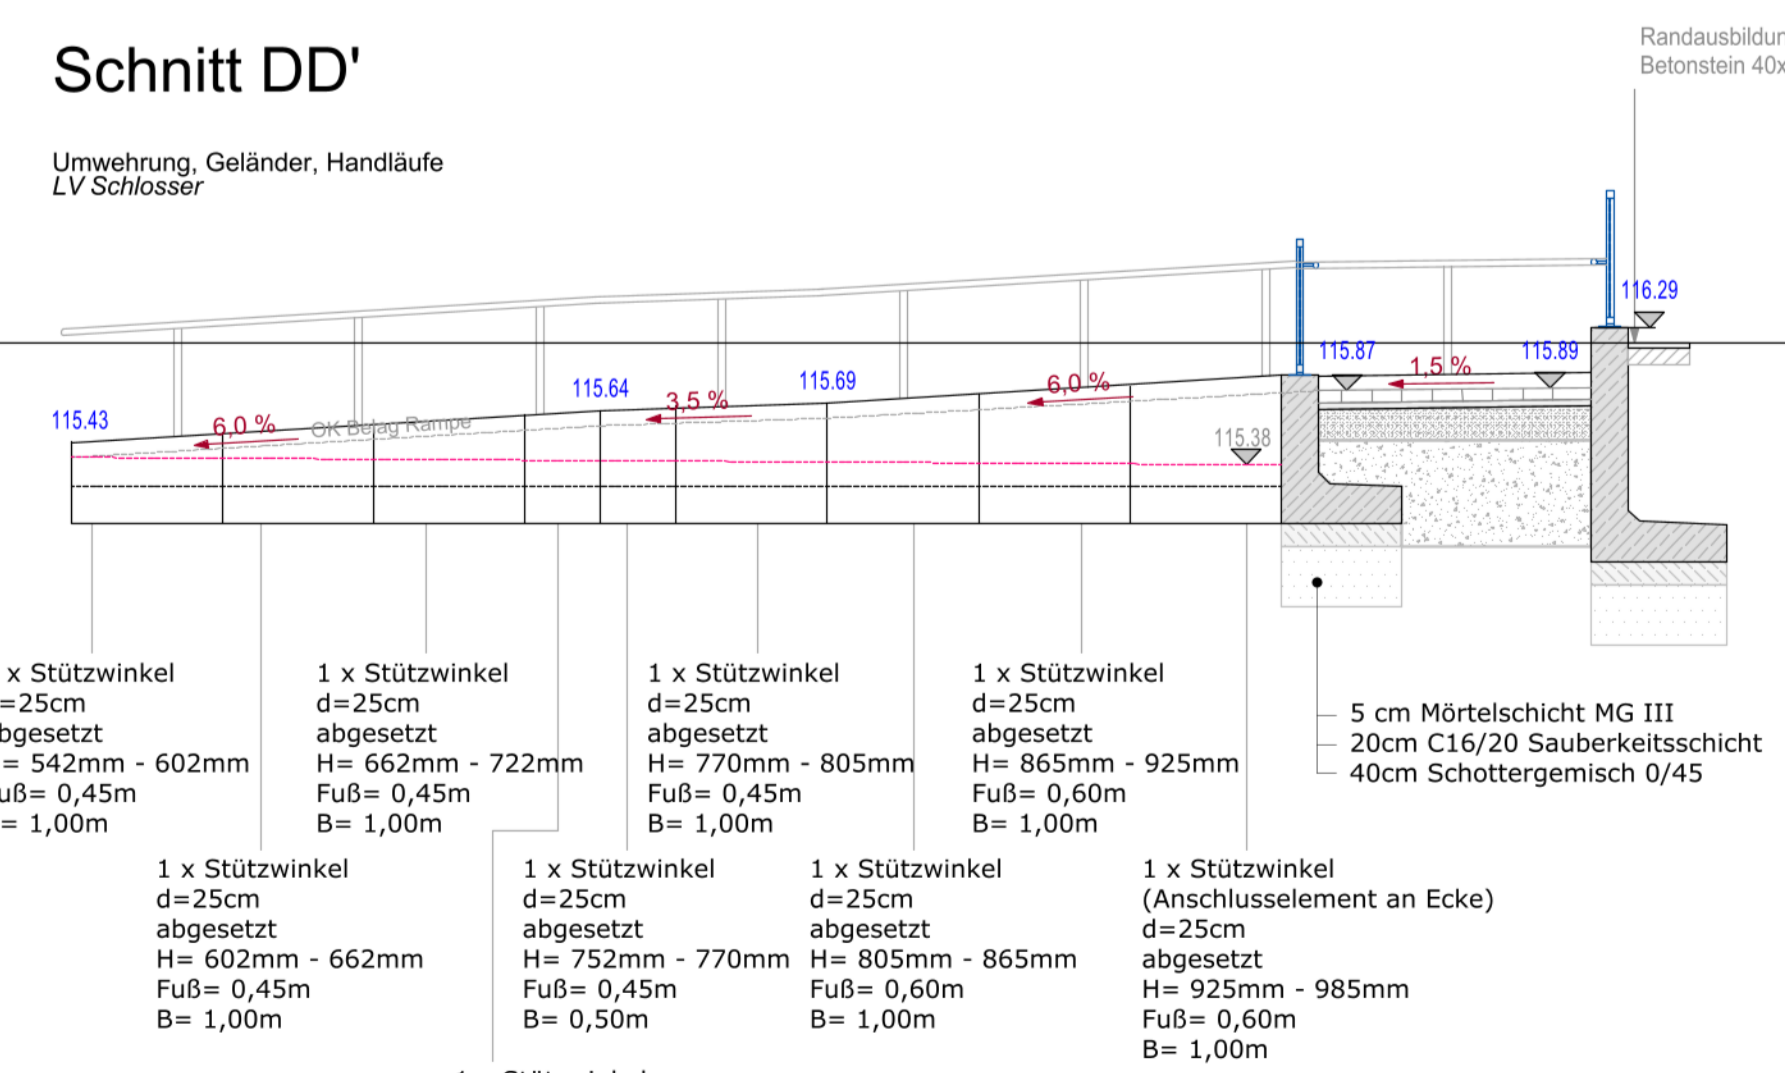 Schnitt DD'
Umwehrung, Geländer, Handläufe
LV Schlosser
Randausbildun
Betonstein 40x
116.29
115.87
115.89
1,5 %
115.64
115.69
6,0 %
3,5 %
115.43
6,0 %
OK Belag Rampe
115.38
x Stützwinkel
=25cm
bgesetzt
= 542mm - 602mm
uß= 0,45m
= 1,00m
1 x Stützwinkel
d=25cm
abgesetzt
H= 662mm - 722mm
Fuß= 0,45m
B= 1,00m
1 x Stützwinkel
d=25cm
abgesetzt
H= 770mm - 805mm
Fuß= 0,45m
B= 1,00m
1 x Stützwinkel
d=25cm
abgesetzt
H= 865mm - 925mm
Fuß= 0,60m
B= 1,00m
5 cm Mörtelschicht MG III
20cm C16/20 Sauberkeitsschicht
40cm Schottergemisch 0/45
1 x Stützwinkel
d=25cm
abgesetzt
H= 602mm - 662mm
Fuß= 0,45m
B= 1,00m
1 x Stützwinkel
d=25cm
abgesetzt
H= 752mm - 770mm
Fuß= 0,45m
B= 0,50m
1 x Stützwinkel
d=25cm
abgesetzt
H= 805mm - 865mm
Fuß= 0,60m
B= 1,00m
1 x Stützwinkel
(Anschlusselement an Ecke)
d=25cm
abgesetzt
H= 925mm - 985mm
Fuß= 0,60m
B= 1,00m